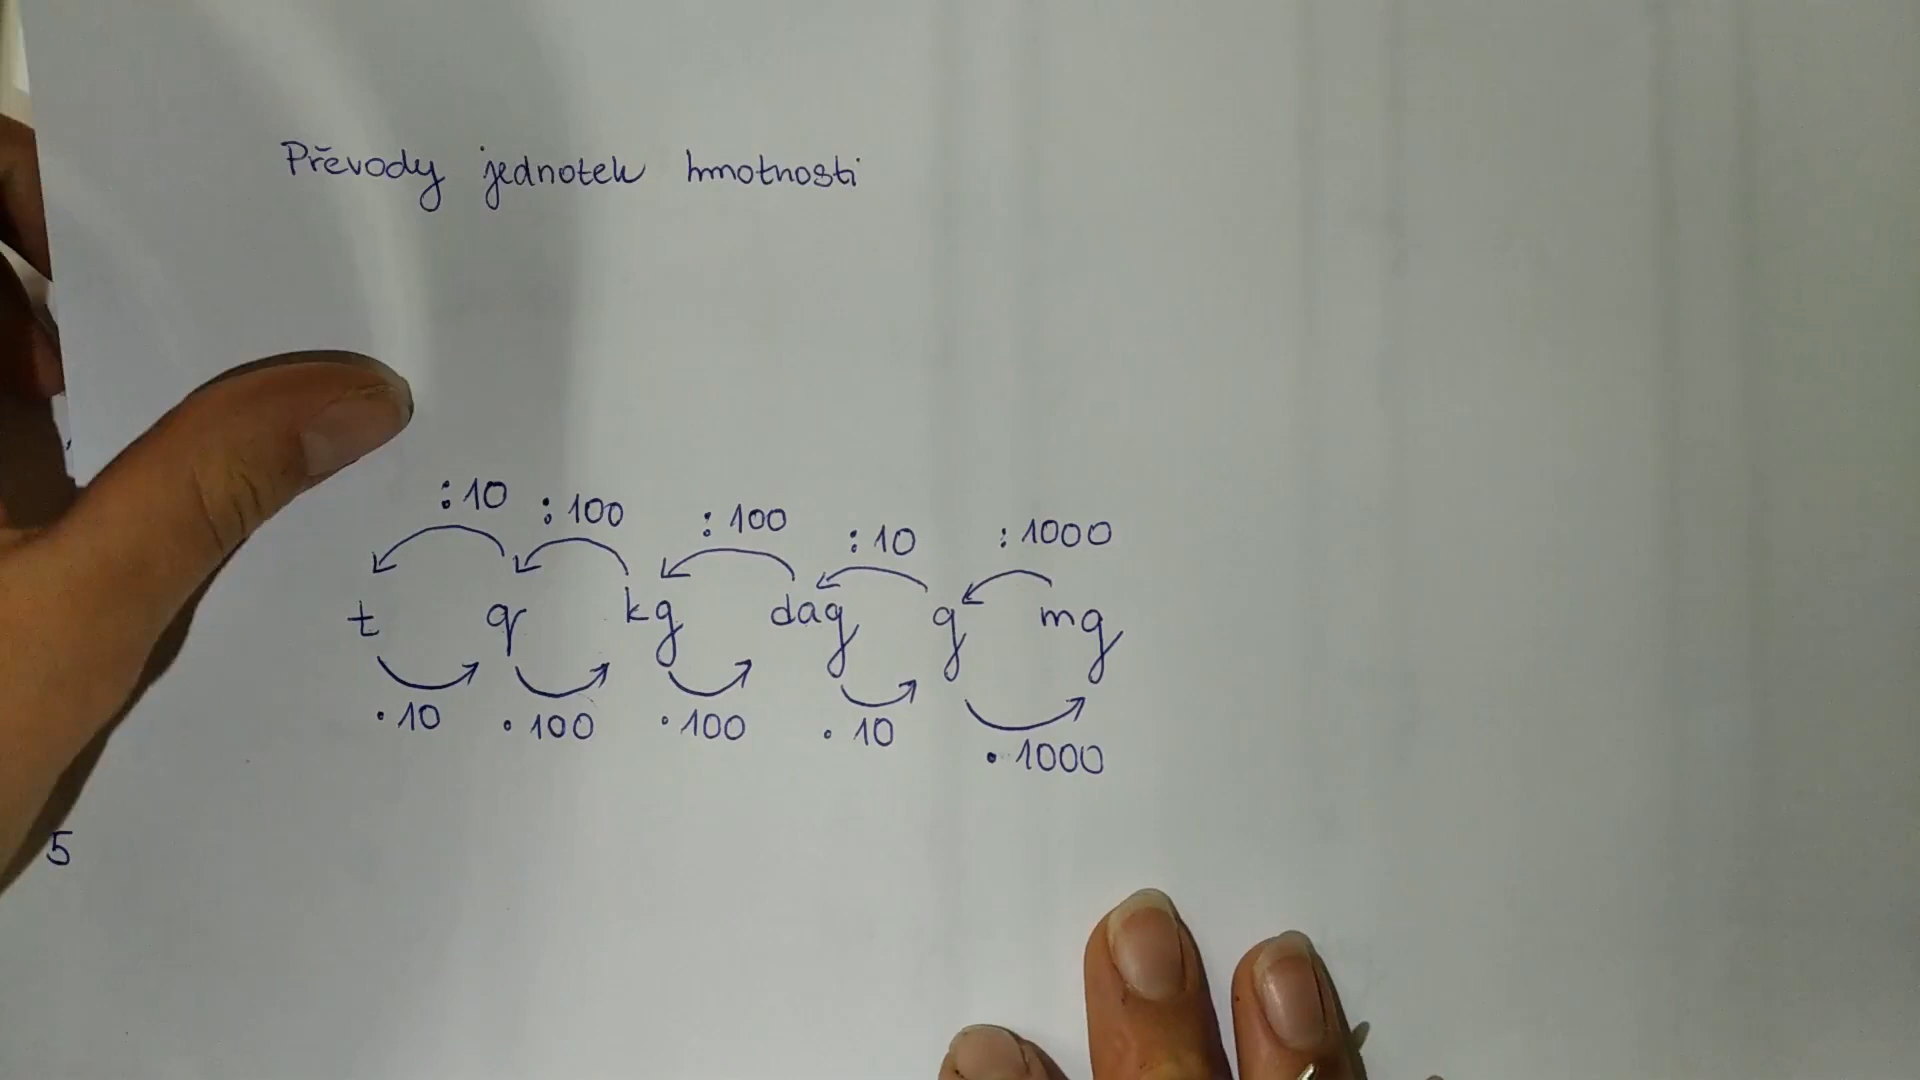 Převody jednotek hmotnosti
:10 :100 :100 :10 :1000
t q kg dag g mg
·10 ·100 ·100 ·10 ·1000
5